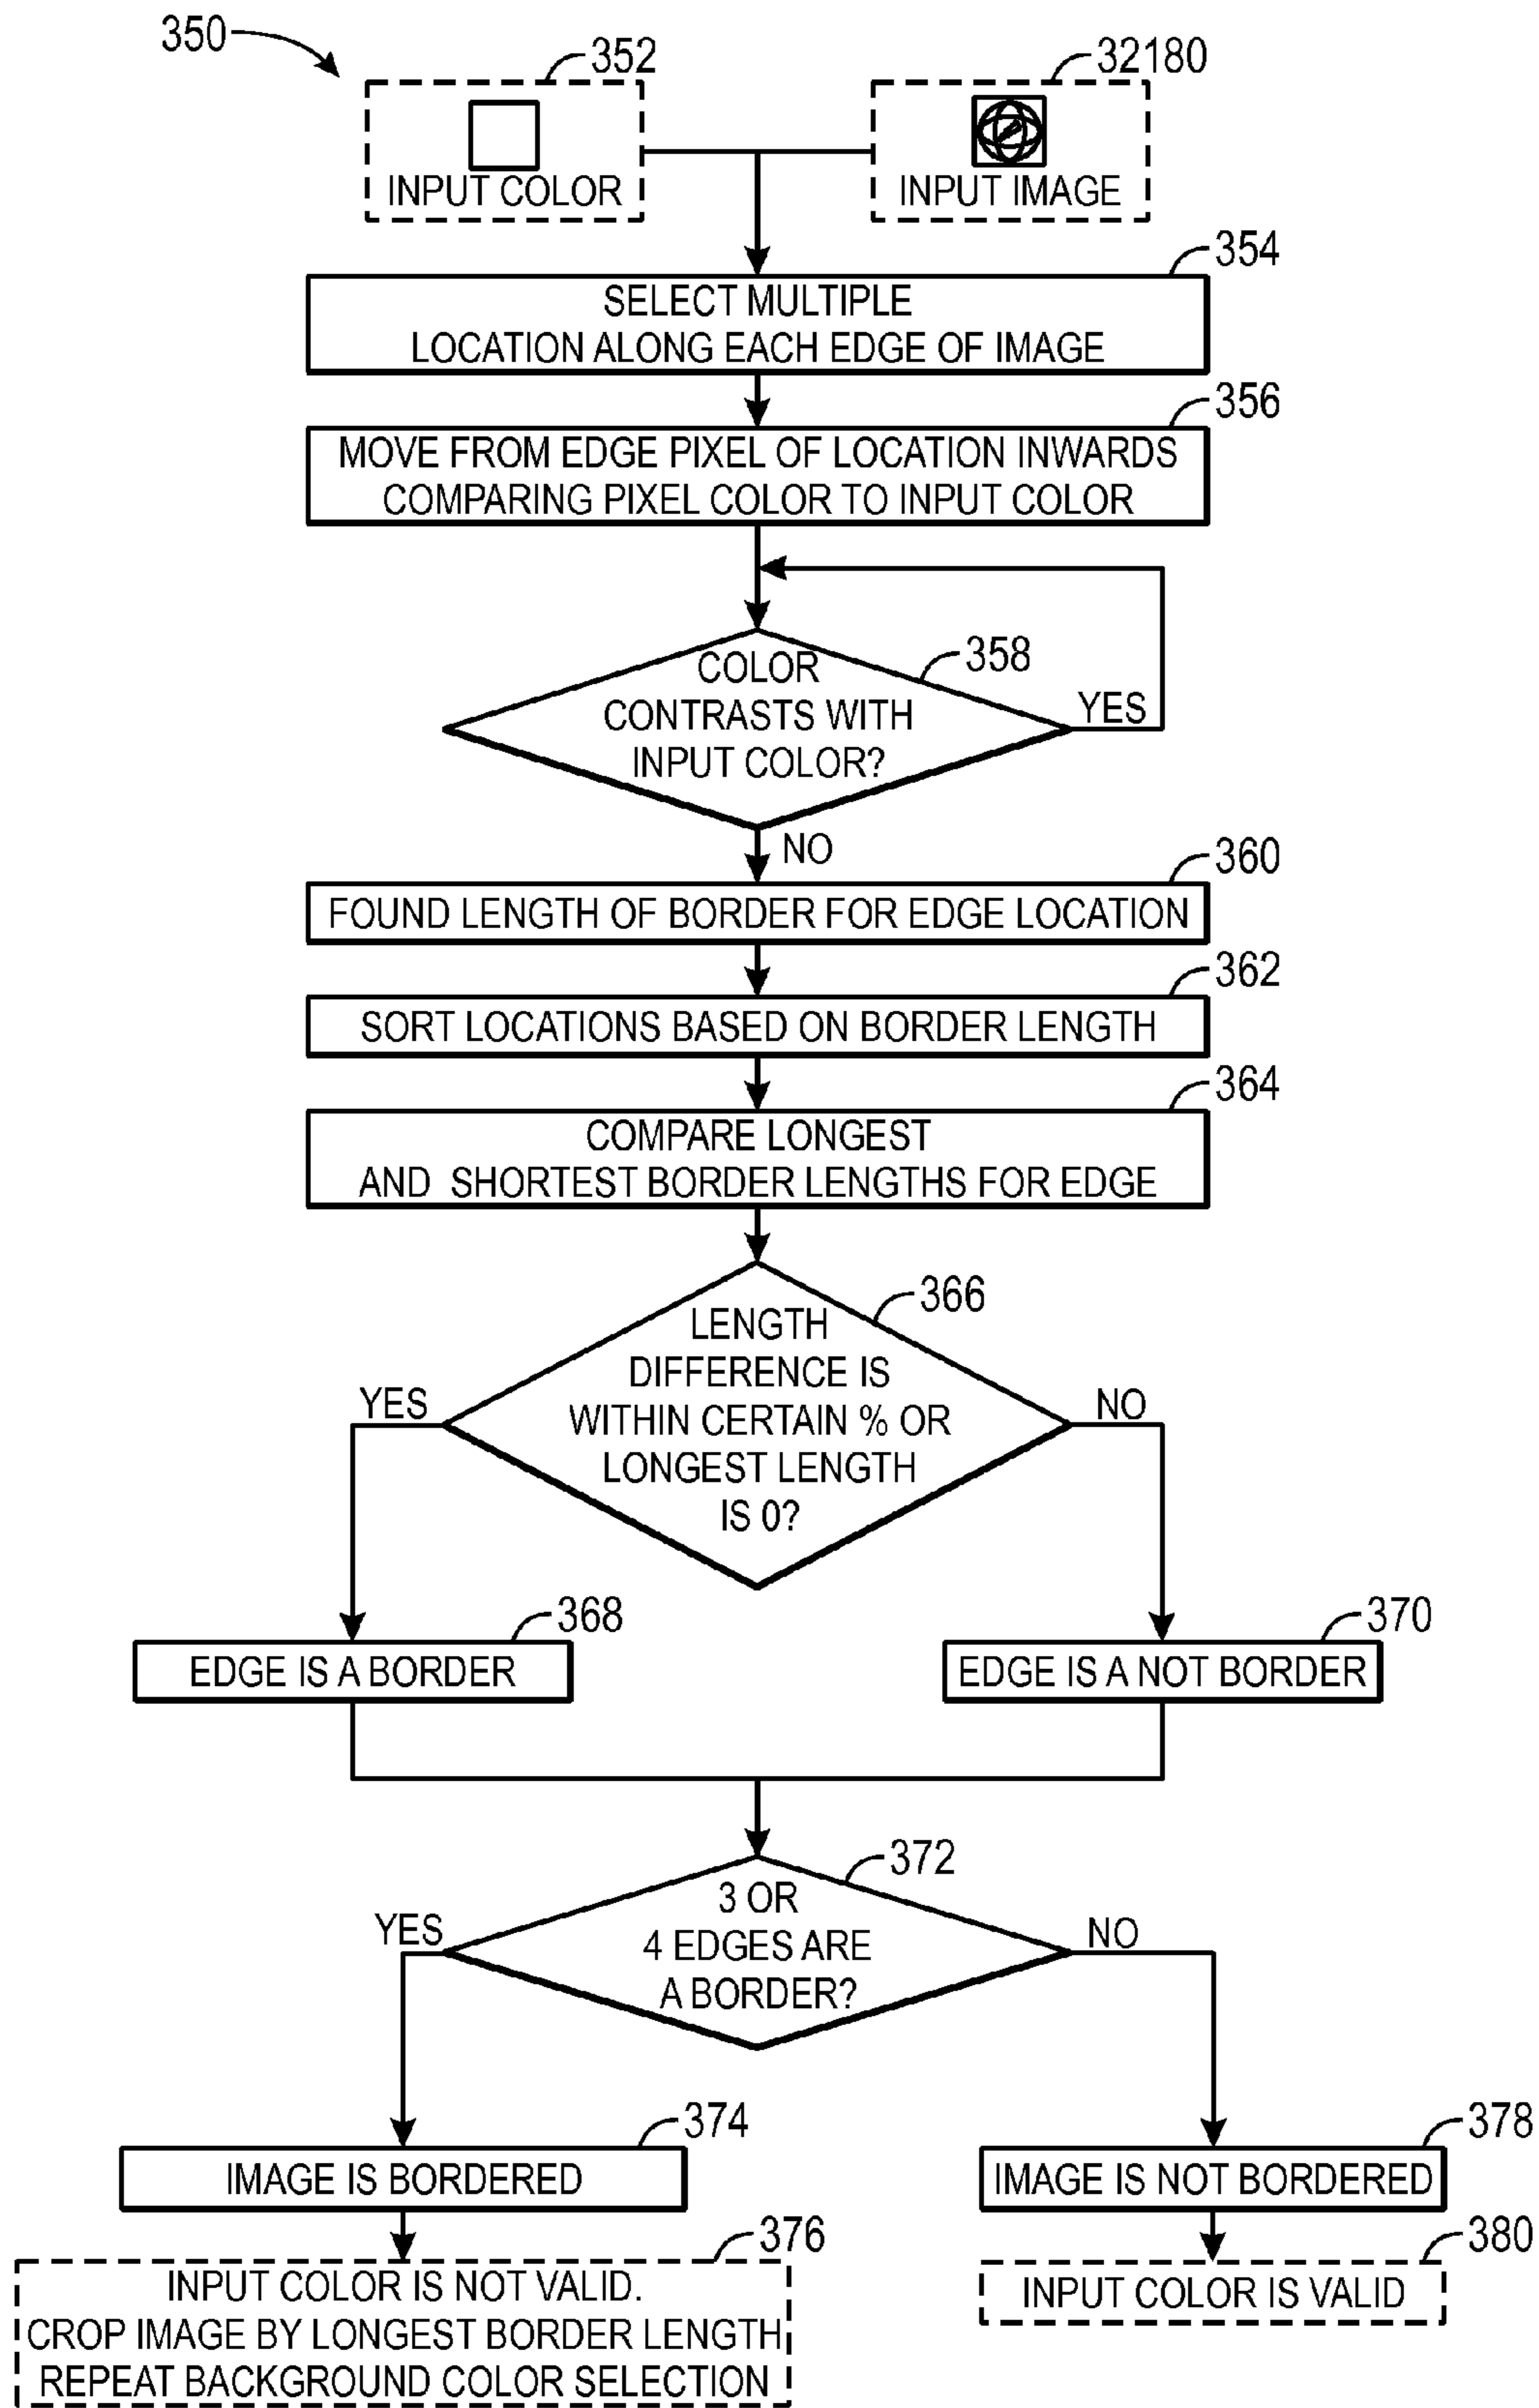 350
352
32180
INPUT COLOR
INPUT IMAGE
354
SELECT MULTIPLE
LOCATION ALONG EACH EDGE OF IMAGE
356
MOVE FROM EDGE PIXEL OF LOCATION INWARDS
COMPARING PIXEL COLOR TO INPUT COLOR
358
COLOR
CONTRASTS WITH
INPUT COLOR?
YES
NO
360
FOUND LENGTH OF BORDER FOR EDGE LOCATION
362
SORT LOCATIONS BASED ON BORDER LENGTH
364
COMPARE LONGEST
AND SHORTEST BORDER LENGTHS FOR EDGE
366
LENGTH
DIFFERENCE IS
WITHIN CERTAIN % OR
LONGEST LENGTH
IS 0?
YES
NO
368
EDGE IS A BORDER
370
EDGE IS A NOT BORDER
372
3 OR
4 EDGES ARE
A BORDER?
YES
NO
374
IMAGE IS BORDERED
378
IMAGE IS NOT BORDERED
376
INPUT COLOR IS NOT VALID.
CROP IMAGE BY LONGEST BORDER LENGTH
REPEAT BACKGROUND COLOR SELECTION
380
INPUT COLOR IS VALID